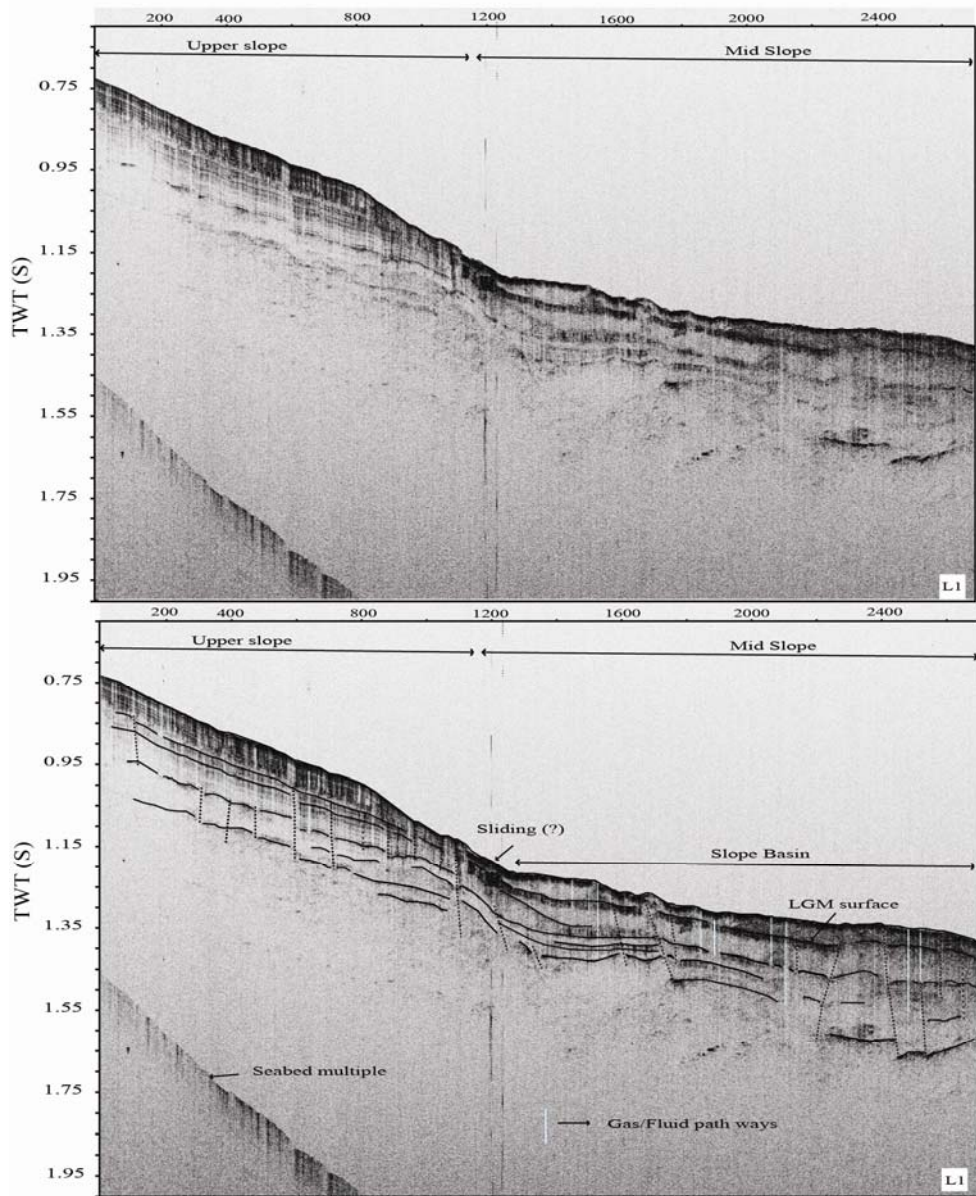 200 400 800 1200 1600 2000 2400
Upper slope Mid Slope
0.75
0.95
1.15
1.35
1.55
1.75
1.95
TWT (S)
L1
200 400 800 1200 1600 2000 2400
Upper slope Mid Slope
0.75
0.95
1.15
1.35
1.55
1.75
1.95
TWT (S)
Sliding (?)
Slope Basin
LGM surface
Seabed multiple
Gas/Fluid path ways
L1